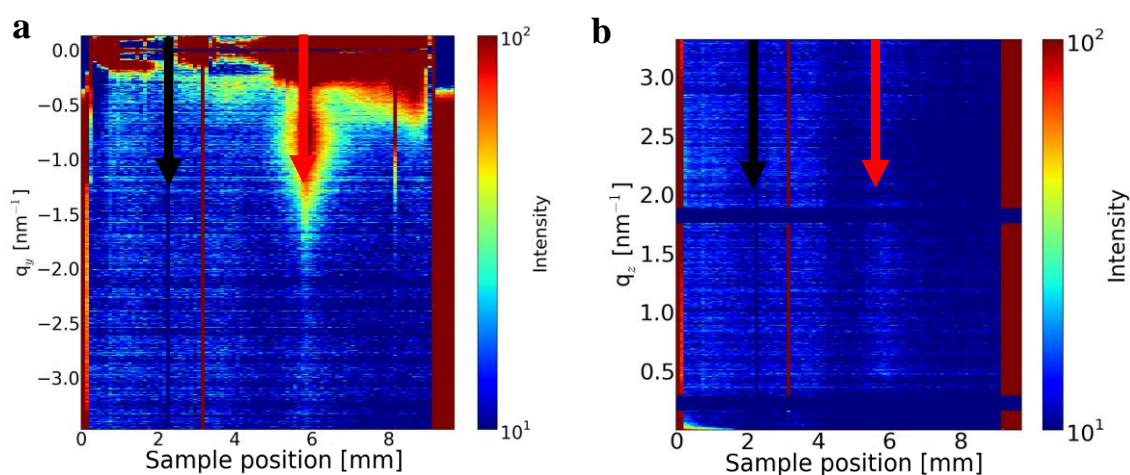 a
0.0
−0.5
−1.0
−1.5
−2.0
−2.5
−3.0
q_y [nm⁻¹]
0 2 4 6 8
Sample position [mm]
10²
10¹
Intensity
b
3.0
2.5
2.0
1.5
1.0
0.5
q_z [nm⁻¹]
0 2 4 6 8
Sample position [mm]
10²
10¹
Intensity